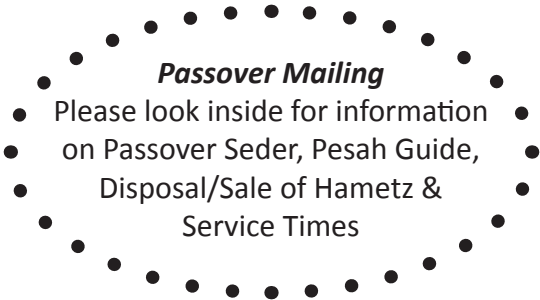 Passover Mailing
Please look inside for information
on Passover Seder, Pesah Guide,
Disposal/Sale of Hametz &
Service Times